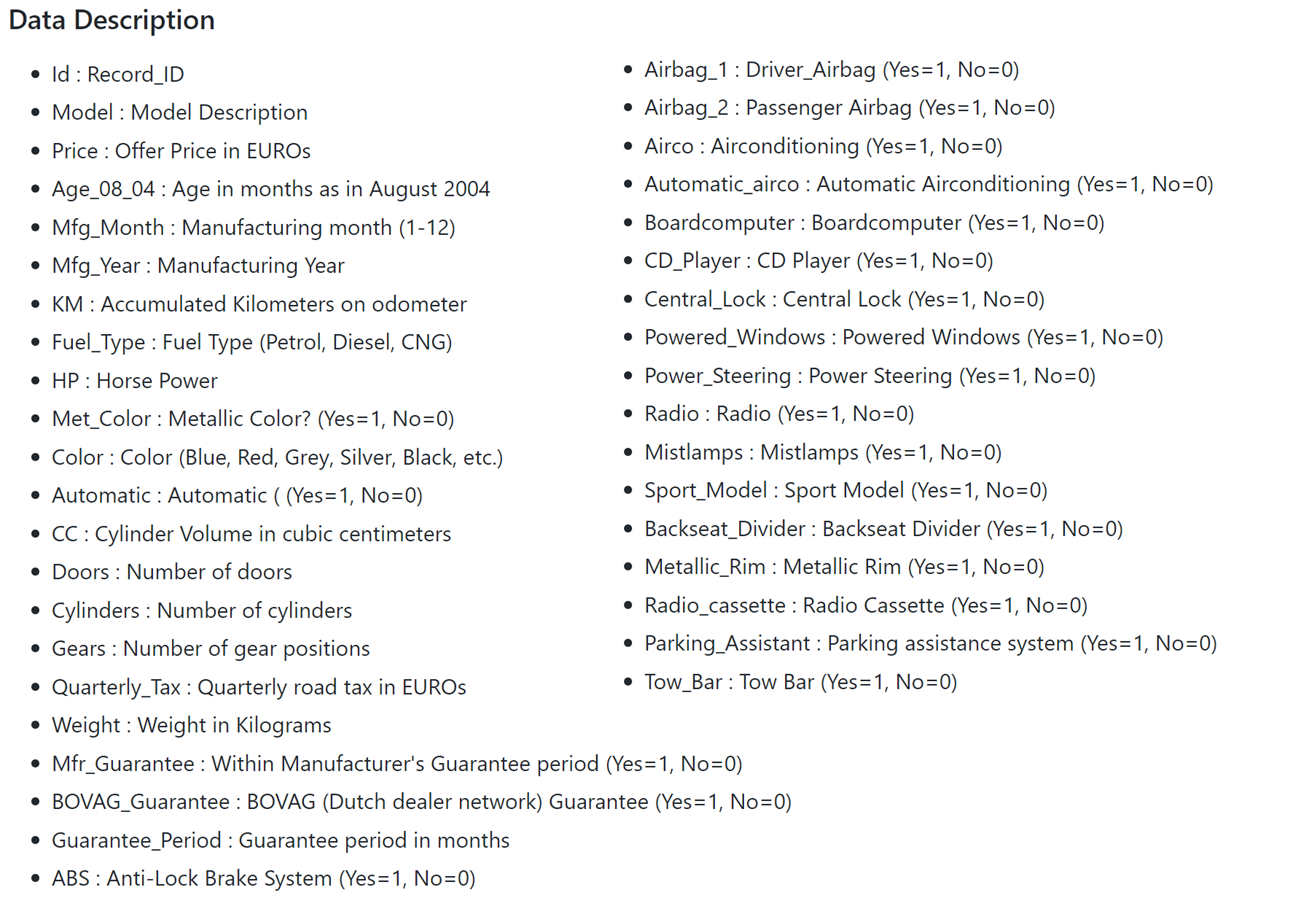 Data Description
• Id : Record_ID
• Model : Model Description
• Price : Offer Price in EUROs
• Age_08_04 : Age in months as in August 2004
• Mfg_Month : Manufacturing month (1-12)
• Mfg_Year : Manufacturing Year
• KM : Accumulated Kilometers on odometer
• Fuel_Type : Fuel Type (Petrol, Diesel, CNG)
• HP : Horse Power
• Met_Color : Metallic Color? (Yes=1, No=0)
• Color : Color (Blue, Red, Grey, Silver, Black, etc.)
• Automatic : Automatic ( (Yes=1, No=0)
• CC : Cylinder Volume in cubic centimeters
• Doors : Number of doors
• Cylinders : Number of cylinders
• Gears : Number of gear positions
• Quarterly_Tax : Quarterly road tax in EUROs
• Weight : Weight in Kilograms
• Mfr_Guarantee : Within Manufacturer's Guarantee period (Yes=1, No=0)
• BOVAG_Guarantee : BOVAG (Dutch dealer network) Guarantee (Yes=1, No=0)
• Guarantee_Period : Guarantee period in months
• ABS : Anti-Lock Brake System (Yes=1, No=0)
• Airbag_1 : Driver_Airbag (Yes=1, No=0)
• Airbag_2 : Passenger Airbag (Yes=1, No=0)
• Airco : Airconditioning (Yes=1, No=0)
• Automatic_airco : Automatic Airconditioning (Yes=1, No=0)
• Boardcomputer : Boardcomputer (Yes=1, No=0)
• CD_Player : CD Player (Yes=1, No=0)
• Central_Lock : Central Lock (Yes=1, No=0)
• Powered_Windows : Powered Windows (Yes=1, No=0)
• Power_Steering : Power Steering (Yes=1, No=0)
• Radio : Radio (Yes=1, No=0)
• Mistlamps : Mistlamps (Yes=1, No=0)
• Sport_Model : Sport Model (Yes=1, No=0)
• Backseat_Divider : Backseat Divider (Yes=1, No=0)
• Metallic_Rim : Metallic Rim (Yes=1, No=0)
• Radio_cassette : Radio Cassette (Yes=1, No=0)
• Parking_Assistant : Parking assistance system (Yes=1, No=0)
• Tow_Bar : Tow Bar (Yes=1, No=0)